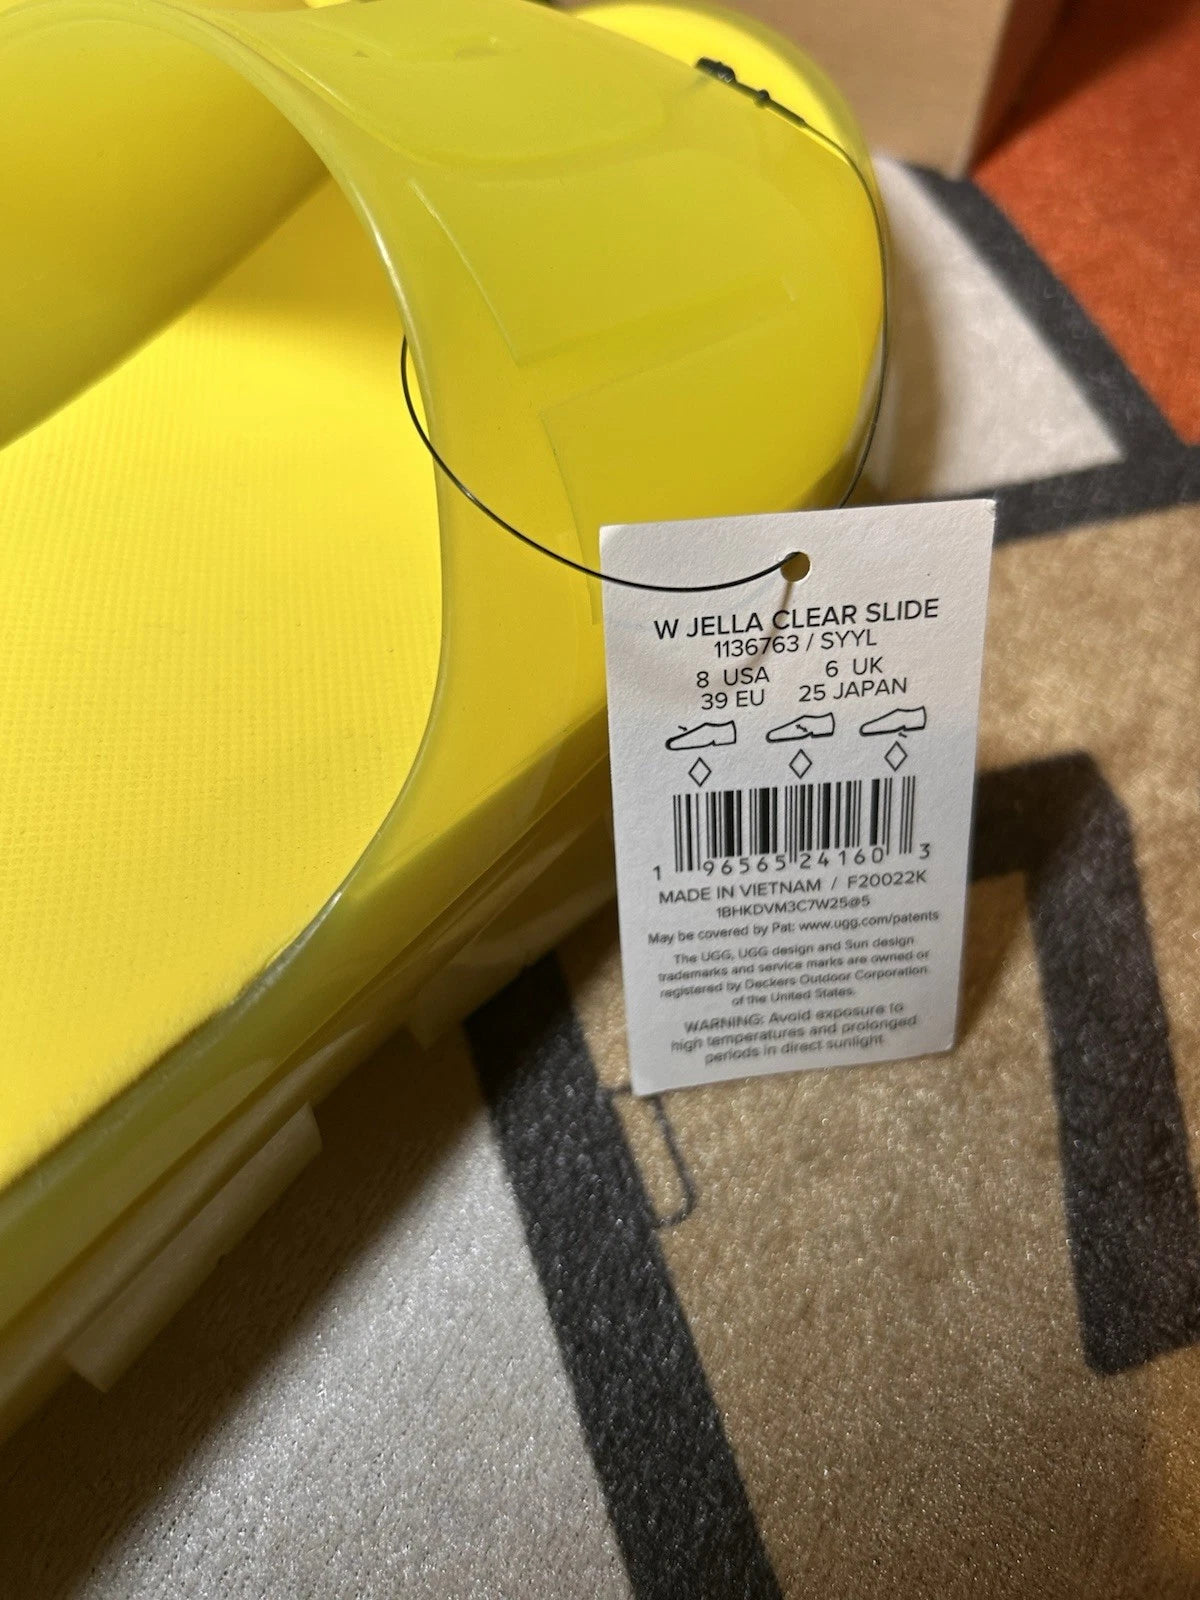 W JELLA CLEAR SLIDE
1136763 / SYYL
8 USA 6 UK
39 EU 25 JAPAN
1 96565 24160 3
MADE IN VIETNAM / F20022K
1BHKDVM3C7W25@5
May be covered by Pat: www.ugg.com/patents
The UGG, UGG design and Sun design
trademarks and service marks are owned or
registered by Deckers Outdoor Corporation
of the United States.
WARNING: Avoid exposure to
high temperatures and prolonged
periods in direct sunlight